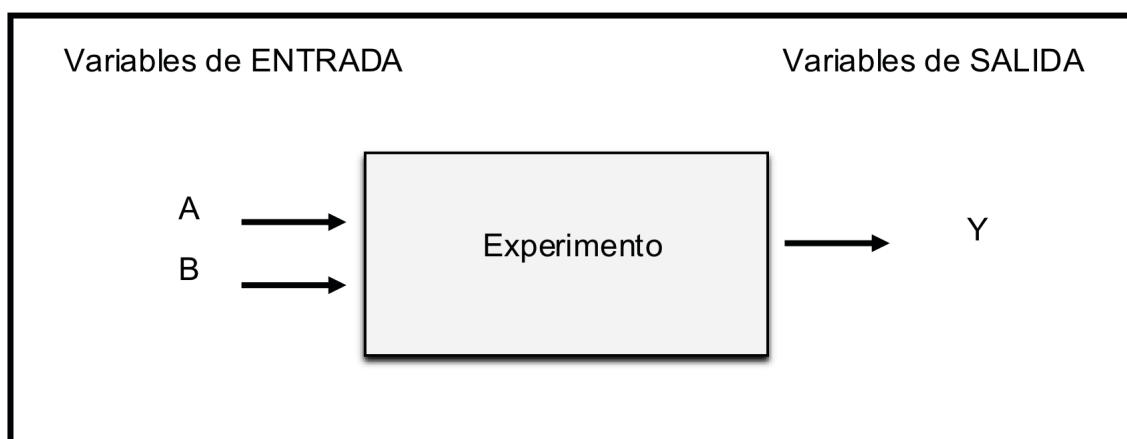 Variables de ENTRADA
Variables de SALIDA
A
B
Experimento
Y